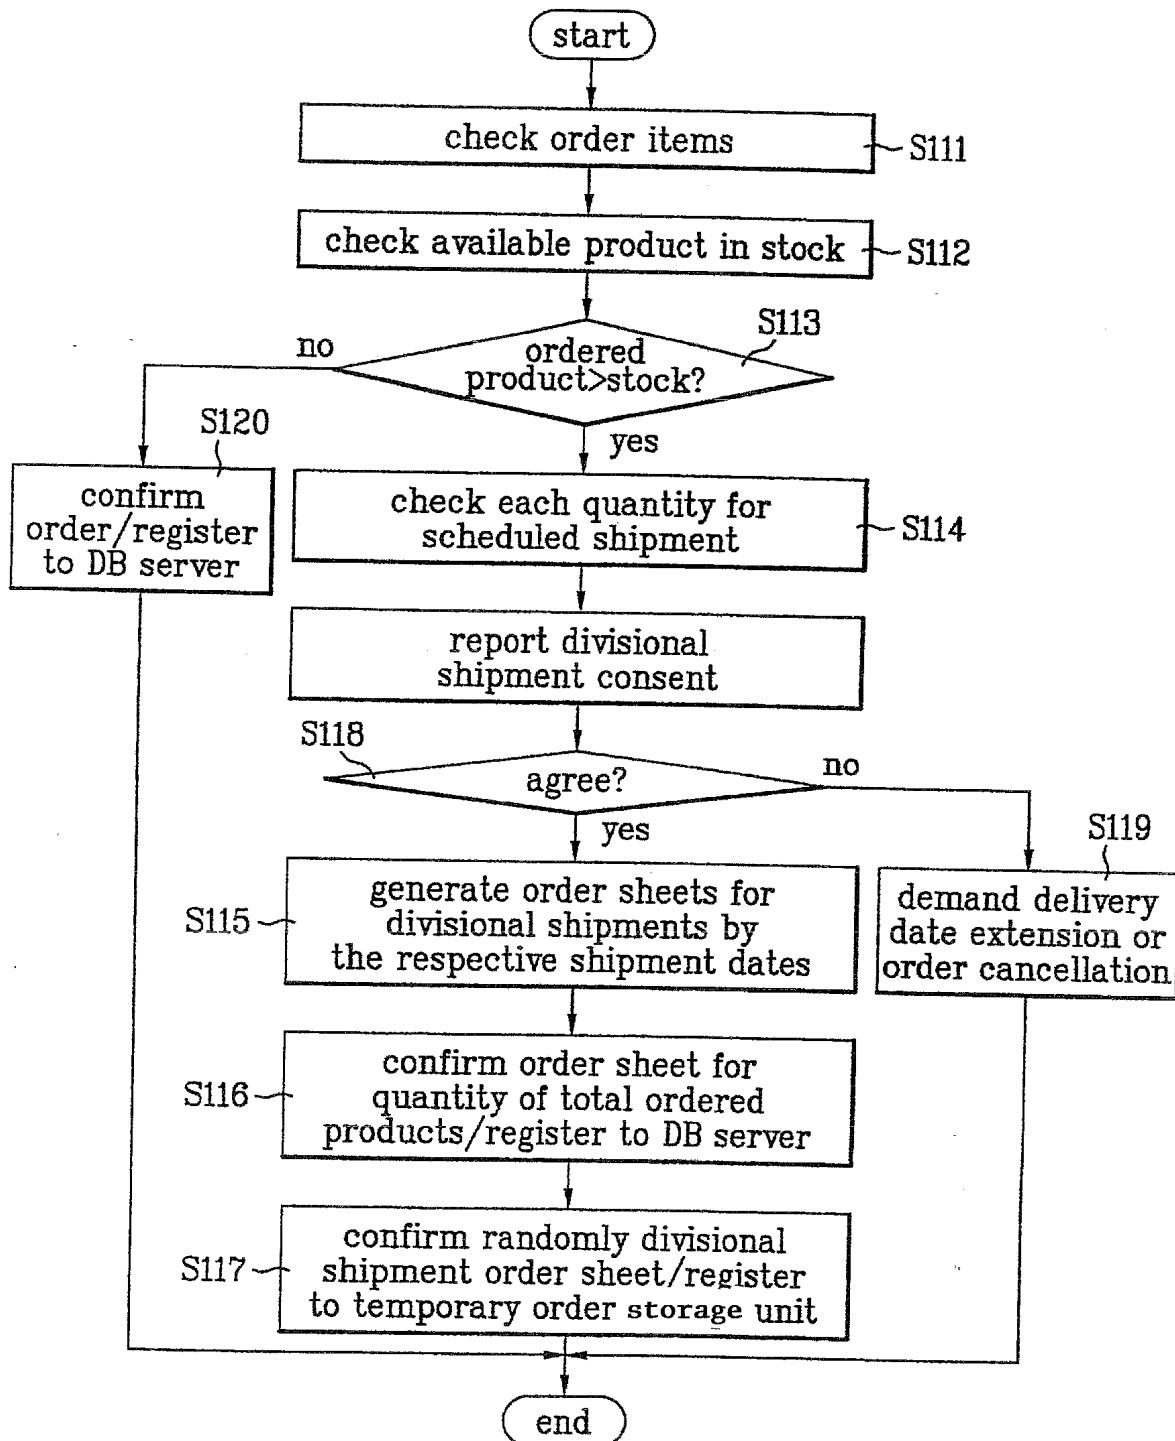 start
check order items
S111
check available product in stock
S112
S113
ordered
product>stock?
no
yes
S120
confirm
order/register
to DB server
check each quantity for
scheduled shipment
S114
report divisional
shipment consent
S118
agree?
no
yes
S119
demand delivery
date extension or
order cancellation
S115
generate order sheets for
divisional shipments by
the respective shipment dates
S116
confirm order sheet for
quantity of total ordered
products/register to DB server
S117
confirm randomly divisional
shipment order sheet/register
to temporary order storage unit
end